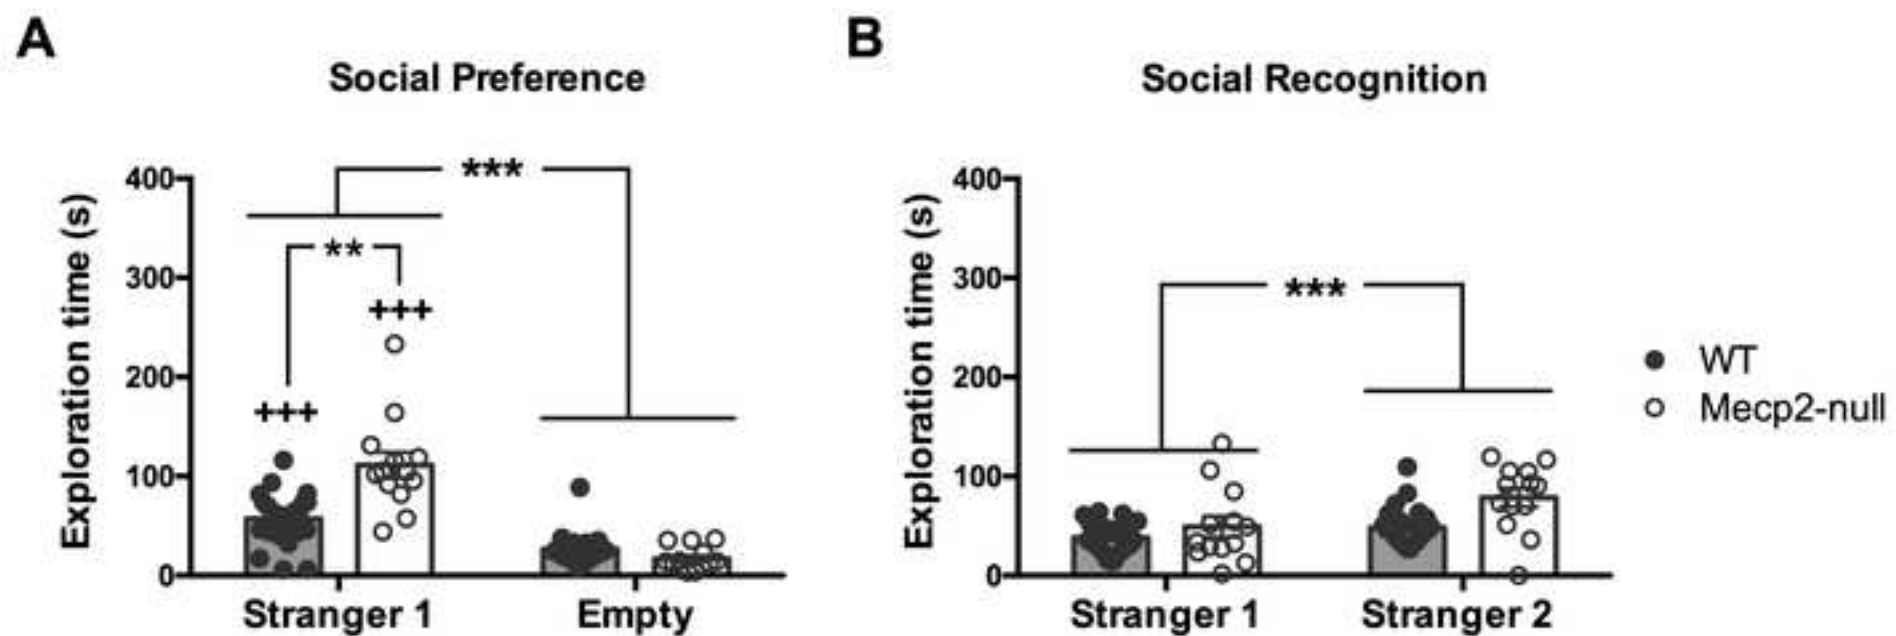 A
Social Preference
Exploration time (s)
400
300
200
100
0
***
**
+++
+++
Stranger 1
Empty
B
Social Recognition
Exploration time (s)
400
300
200
100
0
***
Stranger 1
Stranger 2
WT
Mecp2-null